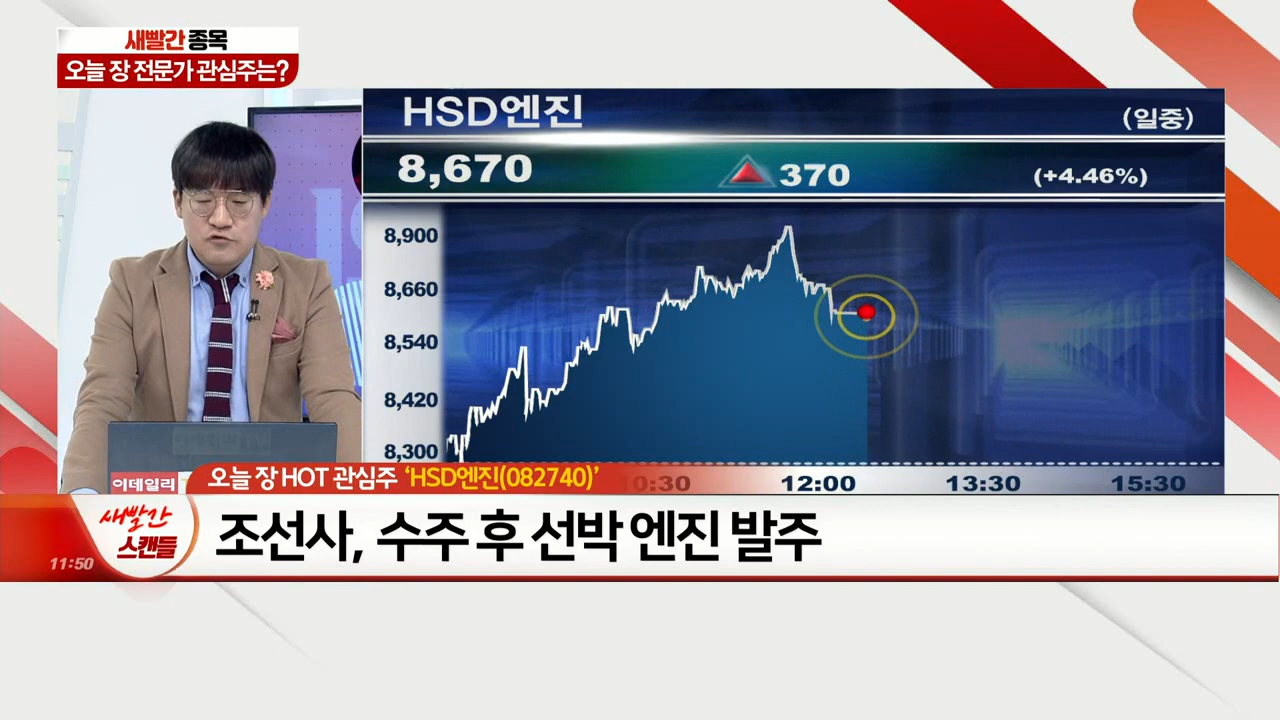 새빨간 종목
오늘 장 전문가 관심주는?
HSD엔진
(일중)
8,670
370
(+4.46%)
8,900
8,660
8,540
8,420
8,300
10:30
12:00
13:30
15:30
이데일리
오늘 장 HOT 관심주 ‘HSD엔진(082740)’
새빨간
스캔들
조선사, 수주 후 선박 엔진 발주
11:50